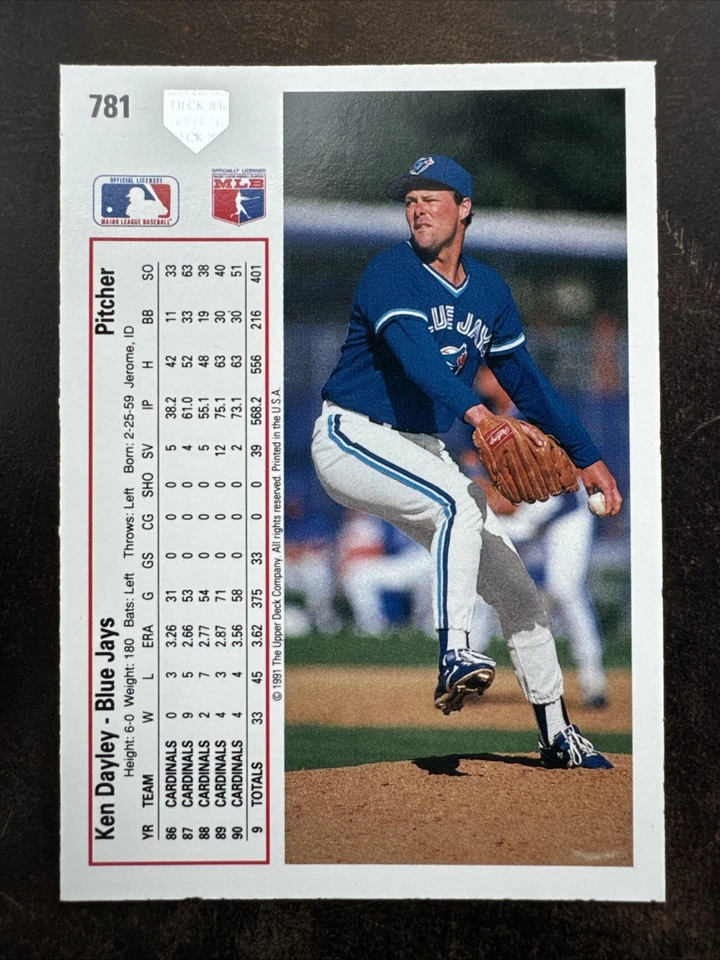 781
DECK
CK
OFFICIAL LICENSEE
MAJOR LEAGUE BASEBALL
OFFICIALLY LICENSED
MLB
Ken Dayley - Blue Jays Pitcher
Height: 6-0 Weight: 180 Bats: Left Throws: Left Born: 2-25-59 Jerome, ID
YR TEAM W L ERA G GS CG SHO SV IP H BB SO
86 CARDINALS 0 3 3.26 31 0 0 0 5 38.2 42 11 33
87 CARDINALS 9 5 2.66 53 0 0 0 4 61.0 52 33 63
88 CARDINALS 2 7 2.77 54 0 0 0 5 55.1 48 19 38
89 CARDINALS 4 3 2.87 71 0 0 0 12 75.1 63 30 40
90 CARDINALS 4 4 3.56 58 0 0 0 2 73.1 63 30 51
9 TOTALS 33 45 3.62 375 33 0 0 39 568.2 556 216 401
© 1991 The Upper Deck Company. All rights reserved. Printed in the U.S.A.
UE JAY
Rawlings